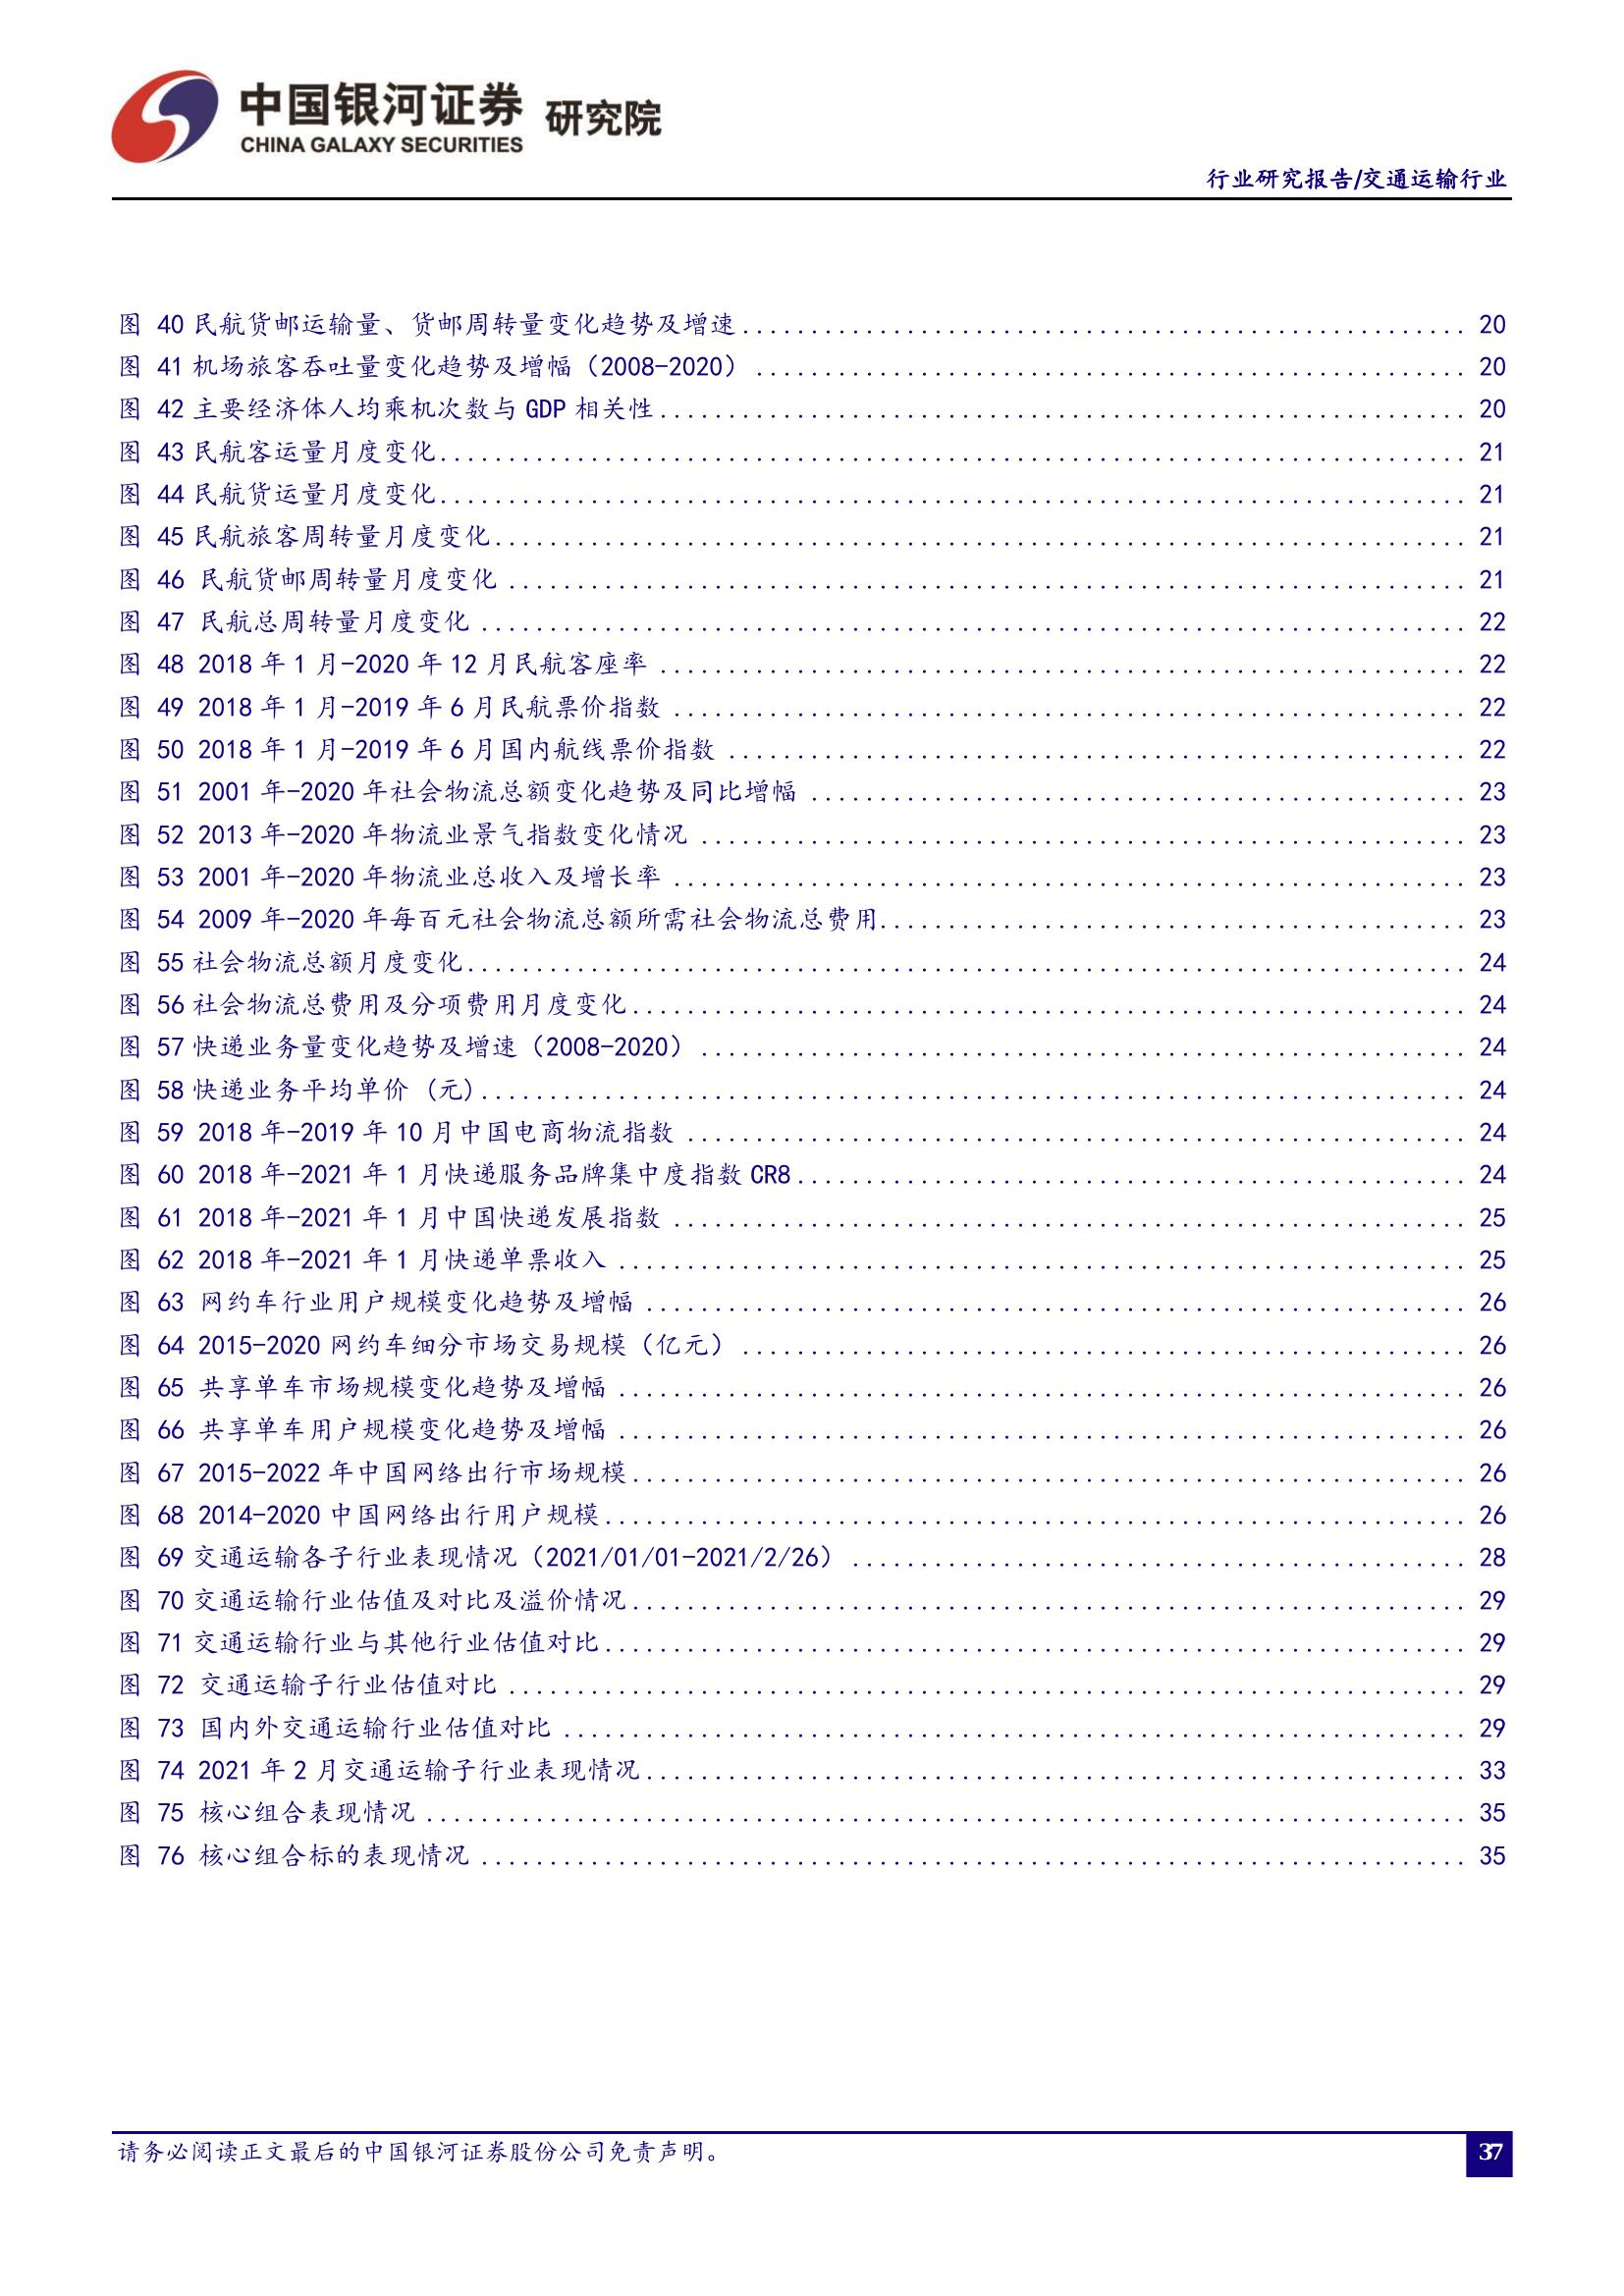 中国银河证券 研究院
CHINA GALAXY SECURITIES
行业研究报告/交通运输行业
图 40 民航货邮运输量、货邮周转量变化趋势及增速 20
图 41 机场旅客吞吐量变化趋势及增幅（2008-2020） 20
图 42 主要经济体人均乘机次数与 GDP 相关性 20
图 43 民航客运量月度变化 21
图 44 民航货运量月度变化 21
图 45 民航旅客周转量月度变化 21
图 46 民航货邮周转量月度变化 21
图 47 民航总周转量月度变化 22
图 48 2018 年 1 月-2020 年 12 月民航客座率 22
图 49 2018 年 1 月-2019 年 6 月民航票价指数 22
图 50 2018 年 1 月-2019 年 6 月国内航线票价指数 22
图 51 2001 年-2020 年社会物流总额变化趋势及同比增幅 23
图 52 2013 年-2020 年物流业景气指数变化情况 23
图 53 2001 年-2020 年物流业总收入及增长率 23
图 54 2009 年-2020 年每百元社会物流总额所需社会物流总费用 23
图 55 社会物流总额月度变化 24
图 56 社会物流总费用及分项费用月度变化 24
图 57 快递业务量变化趋势及增速（2008-2020） 24
图 58 快递业务平均单价 (元) 24
图 59 2018 年-2019 年 10 月中国电商物流指数 24
图 60 2018 年-2021 年 1 月快递服务品牌集中度指数 CR8 24
图 61 2018 年-2021 年 1 月中国快递发展指数 25
图 62 2018 年-2021 年 1 月快递单票收入 25
图 63 网约车行业用户规模变化趋势及增幅 26
图 64 2015-2020 网约车细分市场交易规模（亿元） 26
图 65 共享单车市场规模变化趋势及增幅 26
图 66 共享单车用户规模变化趋势及增幅 26
图 67 2015-2022 年中国网络出行市场规模 26
图 68 2014-2020 中国网络出行用户规模 26
图 69 交通运输各子行业表现情况（2021/01/01-2021/2/26） 28
图 70 交通运输行业估值及对比及溢价情况 29
图 71 交通运输行业与其他行业估值对比 29
图 72 交通运输子行业估值对比 29
图 73 国内外交通运输行业估值对比 29
图 74 2021 年 2 月交通运输子行业表现情况 33
图 75 核心组合表现情况 35
图 76 核心组合标的表现情况 35
请务必阅读正文最后的中国银河证券股份公司免责声明。
37